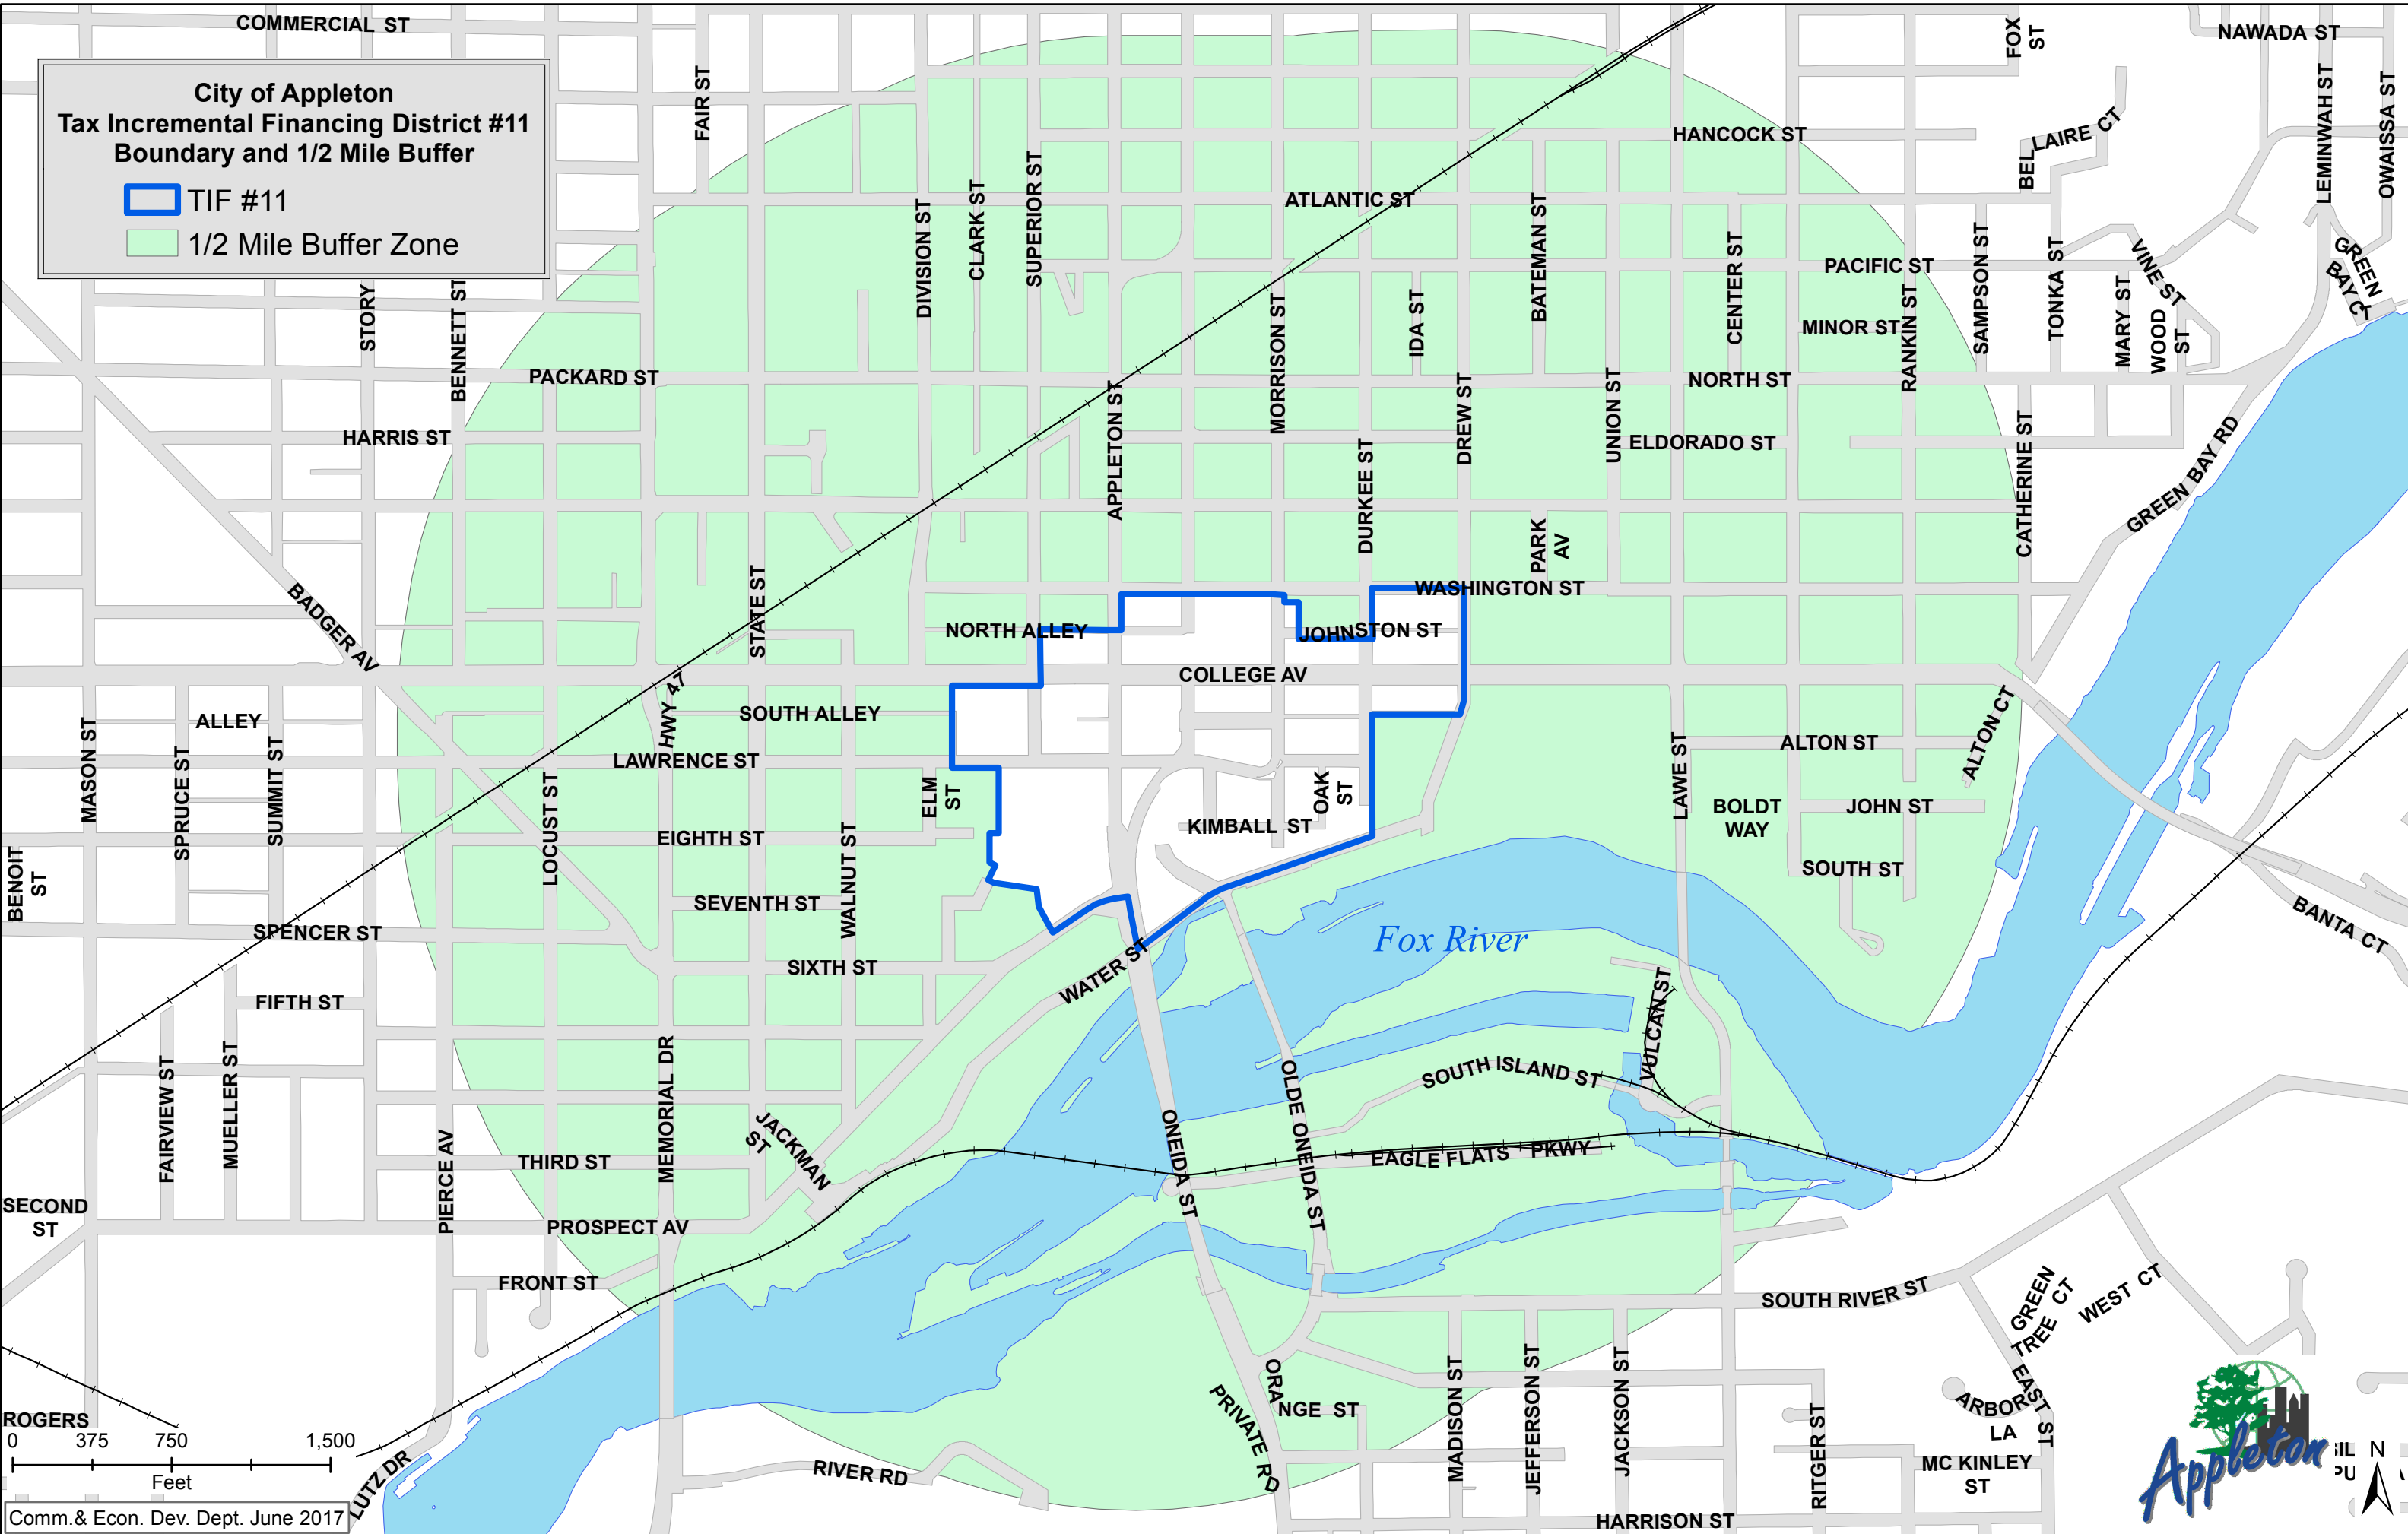 COMMERCIAL ST
FOX
ST
NAWADA ST
City of Appleton
Tax Incremental Financing District #11
Boundary and 1/2 Mile Buffer
TIF #11
1/2 Mile Buffer Zone
FAIR ST
LEMINWAH ST
OWAISSA ST
HANCOCK ST
BEL
LAIRE CT
DIVISION ST
CLARK ST
SUPERIOR ST
ATLANTIC ST
BATEMAN ST
CENTER ST
PACIFIC ST
SAMPSON ST
TONKA ST
VINE ST
GREEN
BAY CT
STORY
BENNETT ST
MORRISON ST
IDA ST
MINOR ST
RANKIN ST
MARY ST
WOOD
ST
PACKARD ST
APPLETON ST
DREW ST
UNION ST
NORTH ST
HARRIS ST
DURKEE ST
ELDORADO ST
CATHERINE ST
GREEN BAY RD
PARK
AV
BADGER AV
STATE ST
WASHINGTON ST
NORTH ALLEY
JOHNSTON ST
COLLEGE AV
HWY 47
SOUTH ALLEY
ALLEY
MASON ST
SPRUCE ST
SUMMIT ST
LAWRENCE ST
LOCUST ST
ELM
ST
OAK
ST
KIMBALL ST
LAWE ST
ALTON ST
ALTON CT
BOLDT
WAY
JOHN ST
EIGHTH ST
WALNUT ST
BENOIT
ST
SOUTH ST
SEVENTH ST
SPENCER ST
Fox River
BANTA CT
SIXTH ST
WATER ST
FIFTH ST
VULCAN ST
FAIRVIEW ST
MUELLER ST
MEMORIAL DR
SOUTH ISLAND ST
OLDE ONEIDA ST
ONEIDA ST
JACKMAN
ST
PIERCE AV
THIRD ST
EAGLE FLATS PKWY
SECOND
ST
PROSPECT AV
FRONT ST
SOUTH RIVER ST
GREEN
TREE CT
WEST CT
EAST ST
ORA
NGE ST
PRIVATE RD
MADISON ST
JEFFERSON ST
JACKSON ST
RITGER ST
ARBOR
LA
MC KINLEY
ST
RIVER RD
LUTZ DR
HARRISON ST
ROGERS
0 375 750 1,500
Feet
Comm.& Econ. Dev. Dept. June 2017
Appleton
N